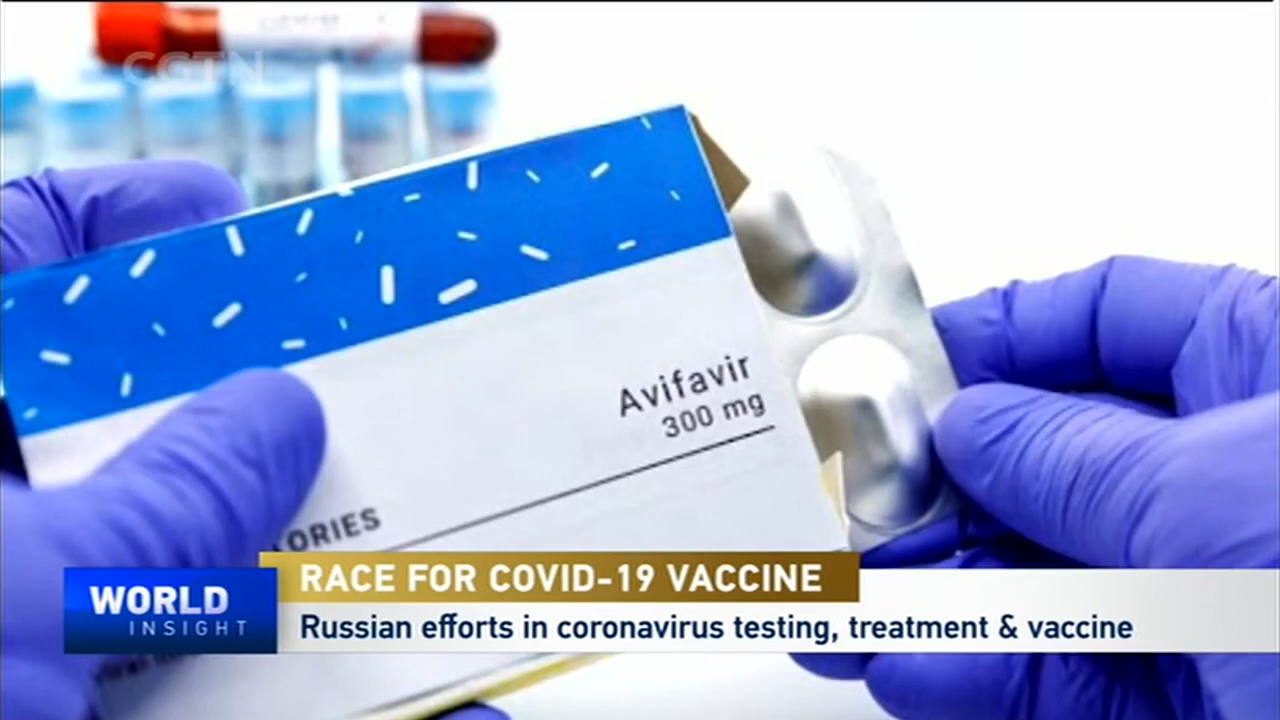 CGTN
Avifavir
300 mg
ORIES
RACE FOR COVID-19 VACCINE
WORLD
INSIGHT
Russian efforts in coronavirus testing, treatment & vaccine